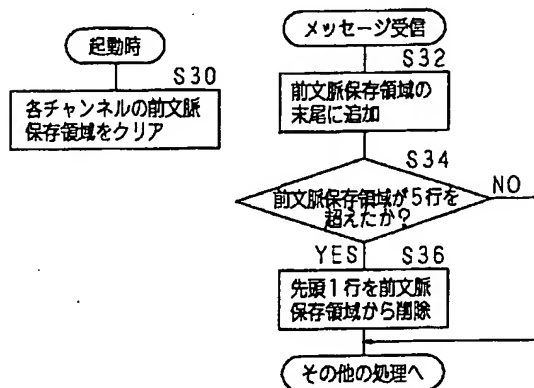 起動時
S30
各チャンネルの前文脈
保存領域をクリア
メッセージ受信
S32
前文脈保存領域の
末尾に追加
S34
前文脈保存領域が5行を
超えたか?
NO
YES
S36
先頭1行を前文脈
保存領域から削除
その他の処理へ